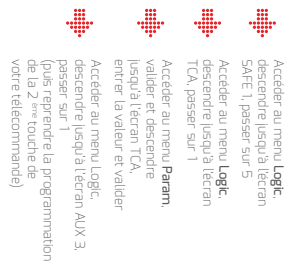 Accéder au menu Logic,
descendre jusqu'à l'écran
SAFE 1, passer sur 5
Accéder au menu Logic,
descendre jusqu'à l'écran
TCA, passer sur 1
Accéder au menu Param,
valider et descendre
jusqu'à l'écran TCA,
entrer la valeur et valider
Accéder au menu Logic,
descendre jusqu'à l'écran AUX 3,
passer sur 1
(puis reprendre la programmation
de la 2 ème touche de
votre télécommande)